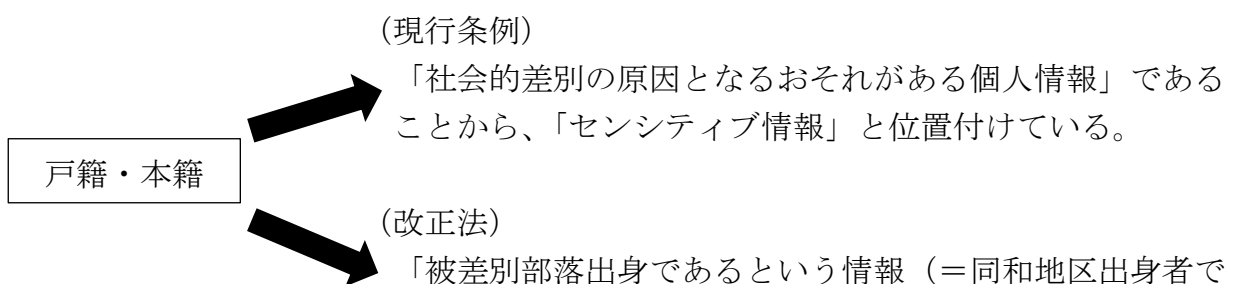 （現行条例）
「社会的差別の原因となるおそれがある個人情報」である
ことから、「センシティブ情報」と位置付けている。
戸籍・本籍
（改正法）
「被差別部落出身であるという情報（＝同和地区出身者で